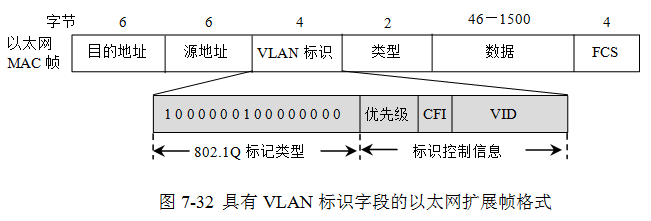 字节 6 6 4 2 46—1500 4
以太网
MAC 帧
目的地址 源地址 VLAN 标识 类型 数据 FCS
1 0 0 0 0 0 0 1 0 0 0 0 0 0 0 0 优先级 CFI VID
802.1Q 标记类型 标识控制信息
图 7-32 具有 VLAN 标识字段的以太网扩展帧格式